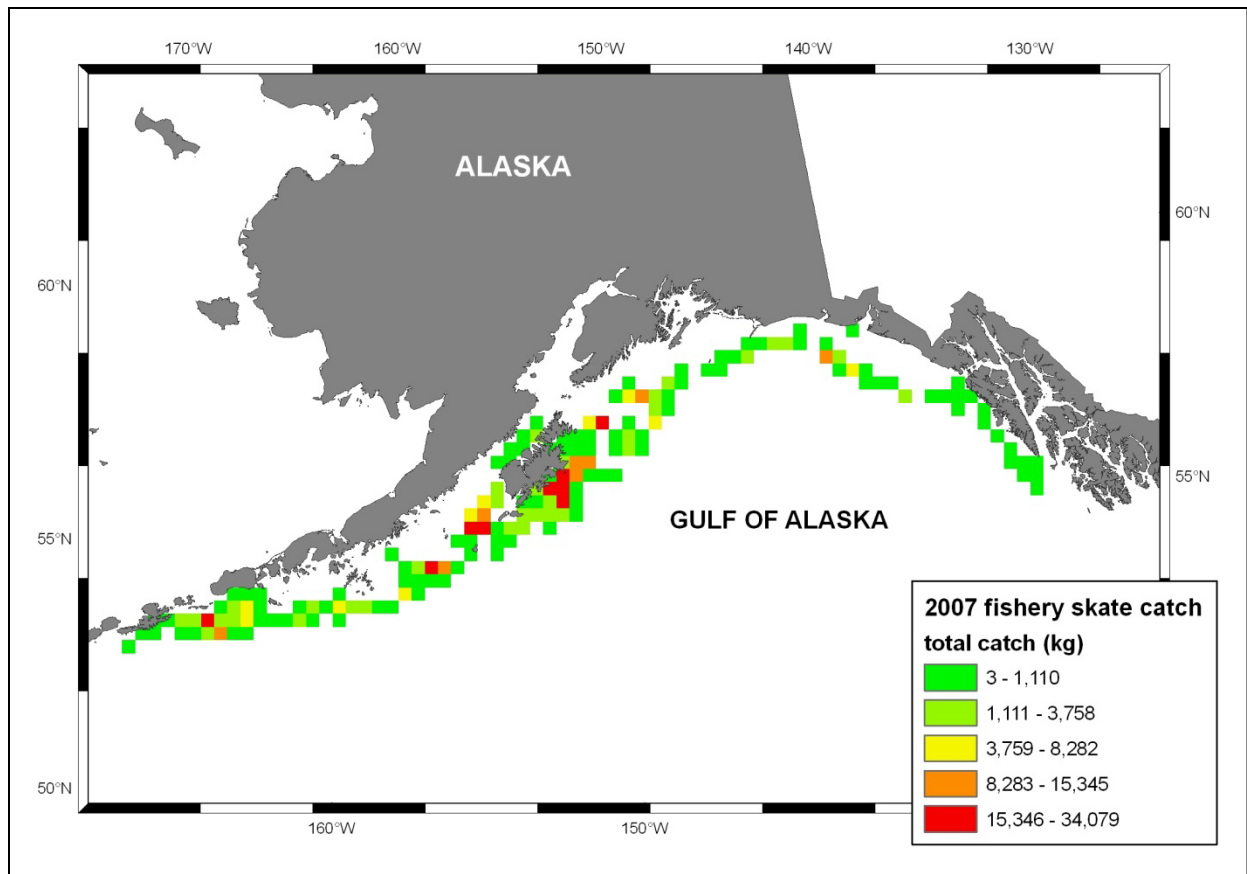 170°W 160°W 150°W 140°W 130°W
ALASKA
60°N
60°N
55°N
GULF OF ALASKA
55°N
50°N
160°W 150°W
2007 fishery skate catch
total catch (kg)
3 - 1,110
1,111 - 3,758
3,759 - 8,282
8,283 - 15,345
15,346 - 34,079